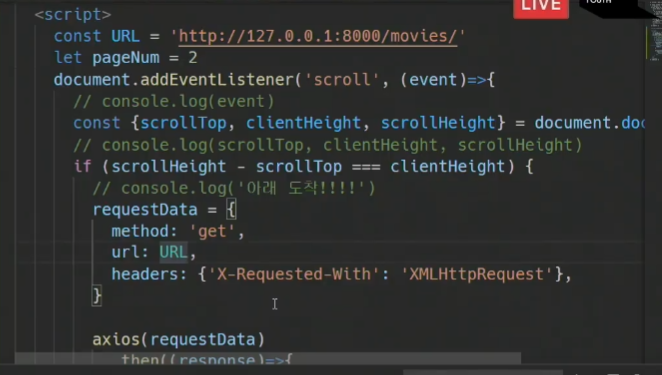 LIVE
YOUTH
<script>
const URL = 'http://127.0.0.1:8000/movies/'
let pageNum = 2
document.addEventListener('scroll', (event)=>{
// console.log(event)
const {scrollTop, clientHeight, scrollHeight} = document.doc
// console.log(scrollTop, clientHeight, scrollHeight)
if (scrollHeight - scrollTop === clientHeight) {
// console.log('아래 도착!!!!')
requestData = {
method: 'get',
url: URL,
headers: {'X-Requested-With': 'XMLHttpRequest'},
}
axios(requestData)
.then((response)=>{